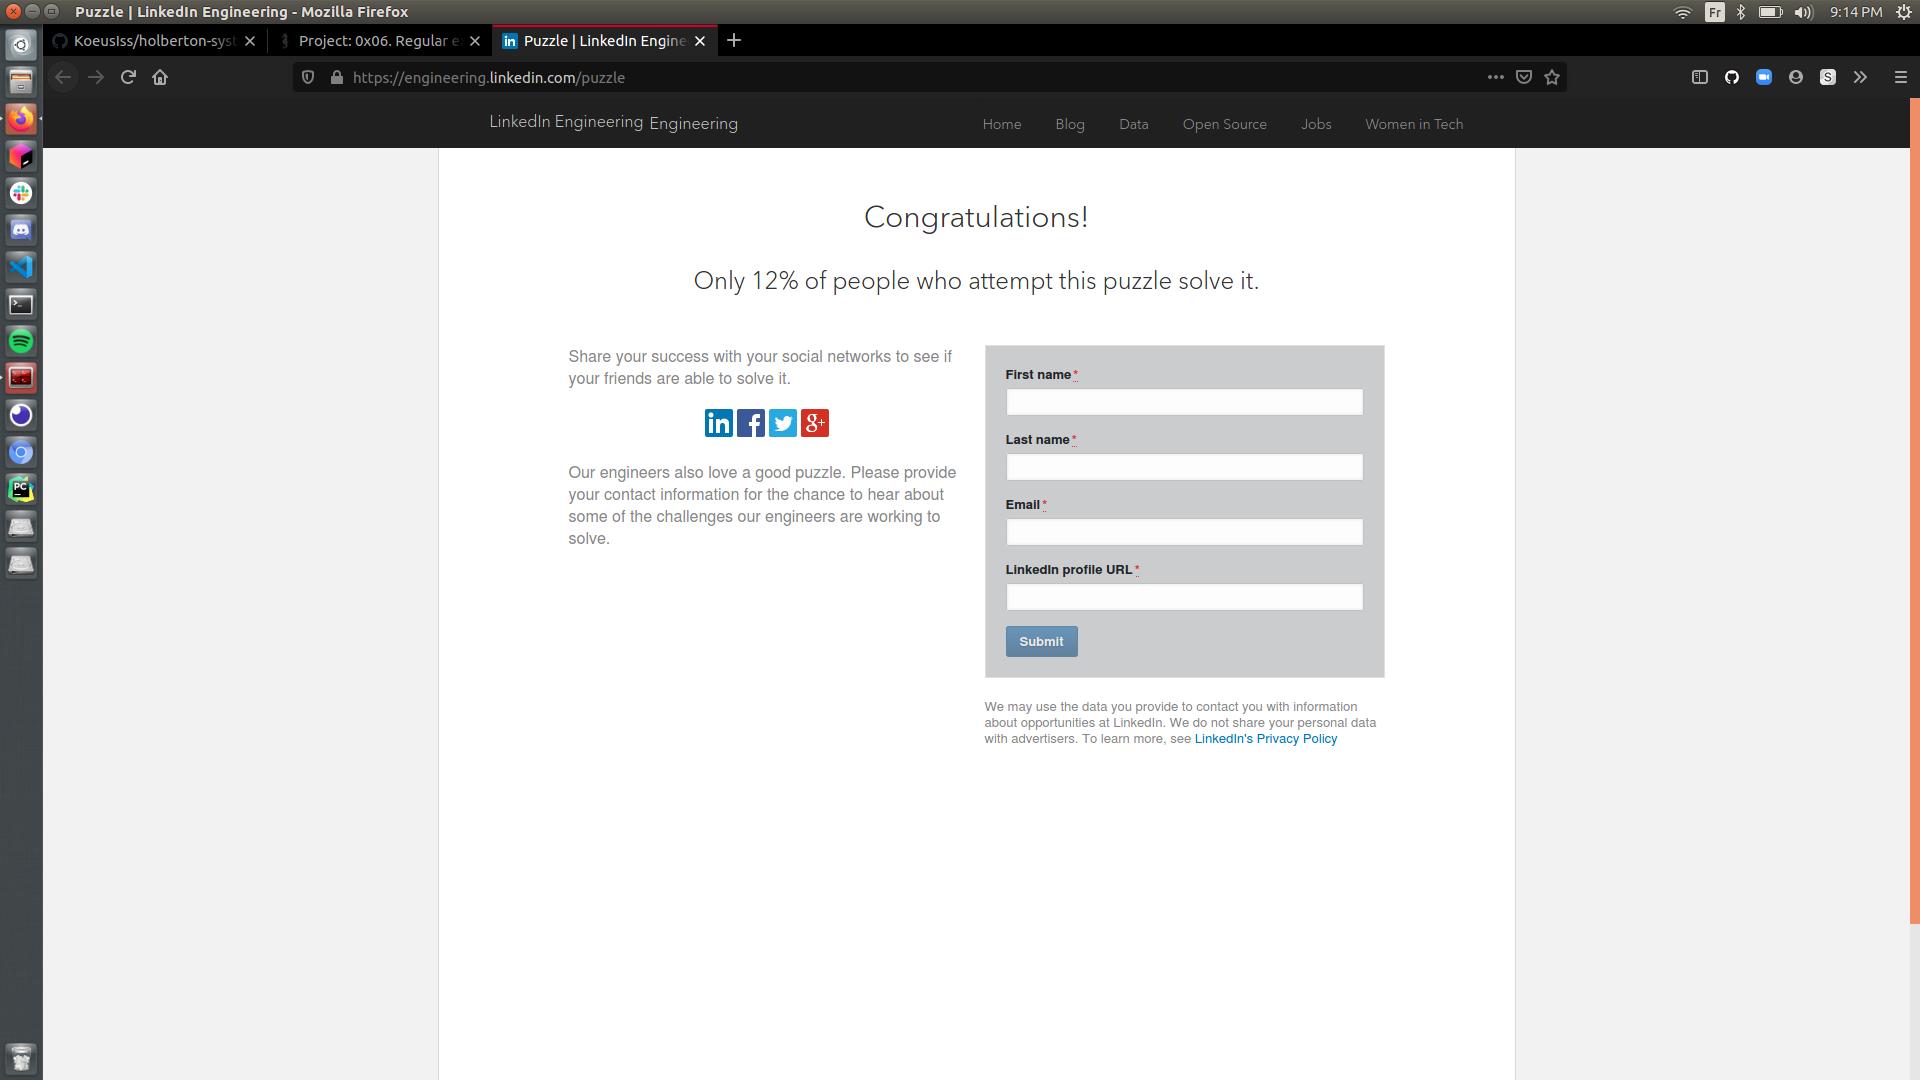 Puzzle | LinkedIn Engineering - Mozilla Firefox
Fr
9:14 PM
KoeusIss/holberton-syst
Project: 0x06. Regular e
in
Puzzle | LinkedIn Engine
https://engineering.linkedin.com/puzzle
S
LinkedIn Engineering Engineering
Home
Blog
Data
Open Source
Jobs
Women in Tech
Congratulations!
Only 12% of people who attempt this puzzle solve it.
Share your success with your social networks to see if
your friends are able to solve it.
in f g+
Our engineers also love a good puzzle. Please provide
your contact information for the chance to hear about
some of the challenges our engineers are working to
solve.
First name*
Last name*
Email*
LinkedIn profile URL*
Submit
We may use the data you provide to contact you with information
about opportunities at LinkedIn. We do not share your personal data
with advertisers. To learn more, see LinkedIn's Privacy Policy
PC